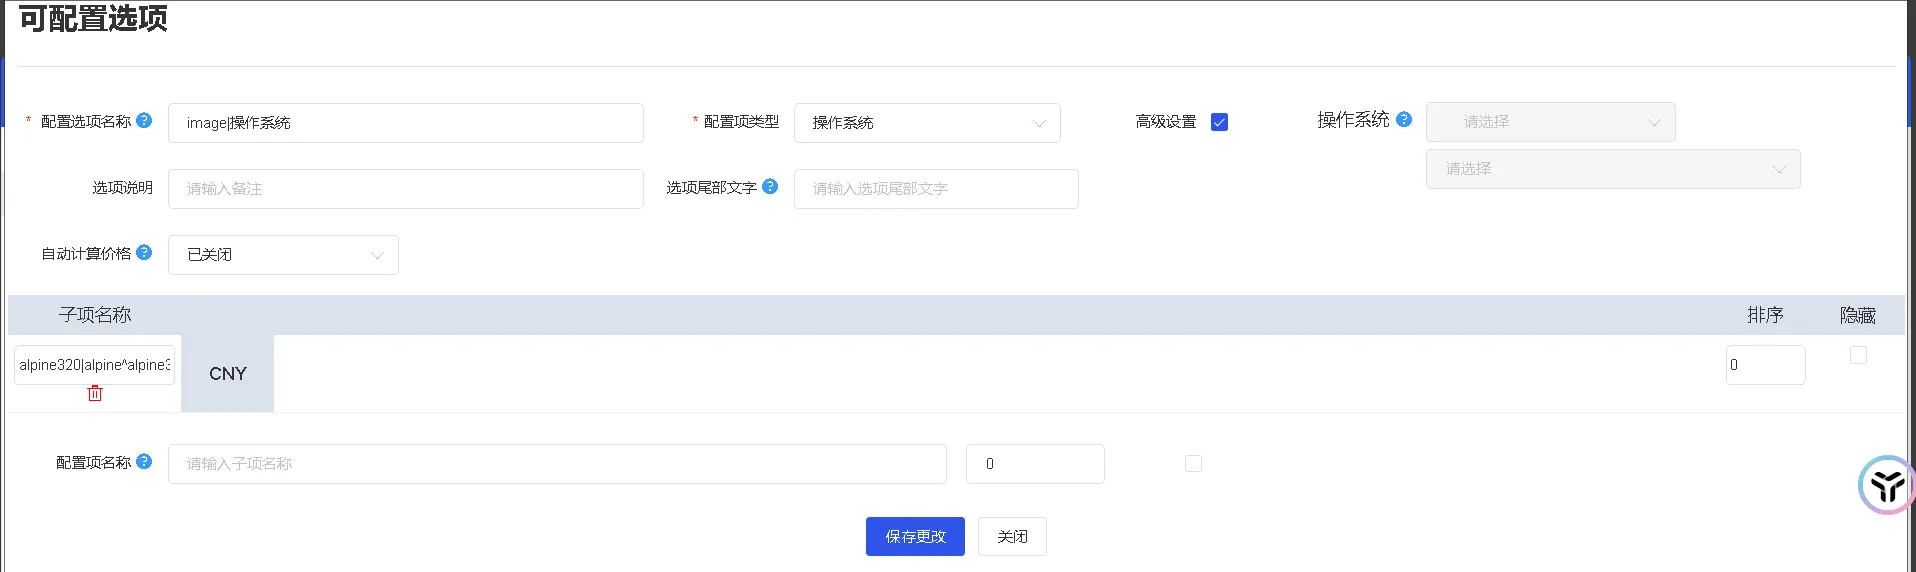 可配置选项
* 配置选项名称 ? image|操作系统 * 配置项类型 操作系统 高级设置 操作系统 ? 请选择
请选择
选项说明 请输入备注 选项尾部文字 ? 请输入选项尾部文字
自动计算价格 ? 已关闭
子项名称 排序 隐藏
alpine320|alpine^alpine3 CNY 0
配置项名称 ? 请输入子项名称 0
保存更改 关闭